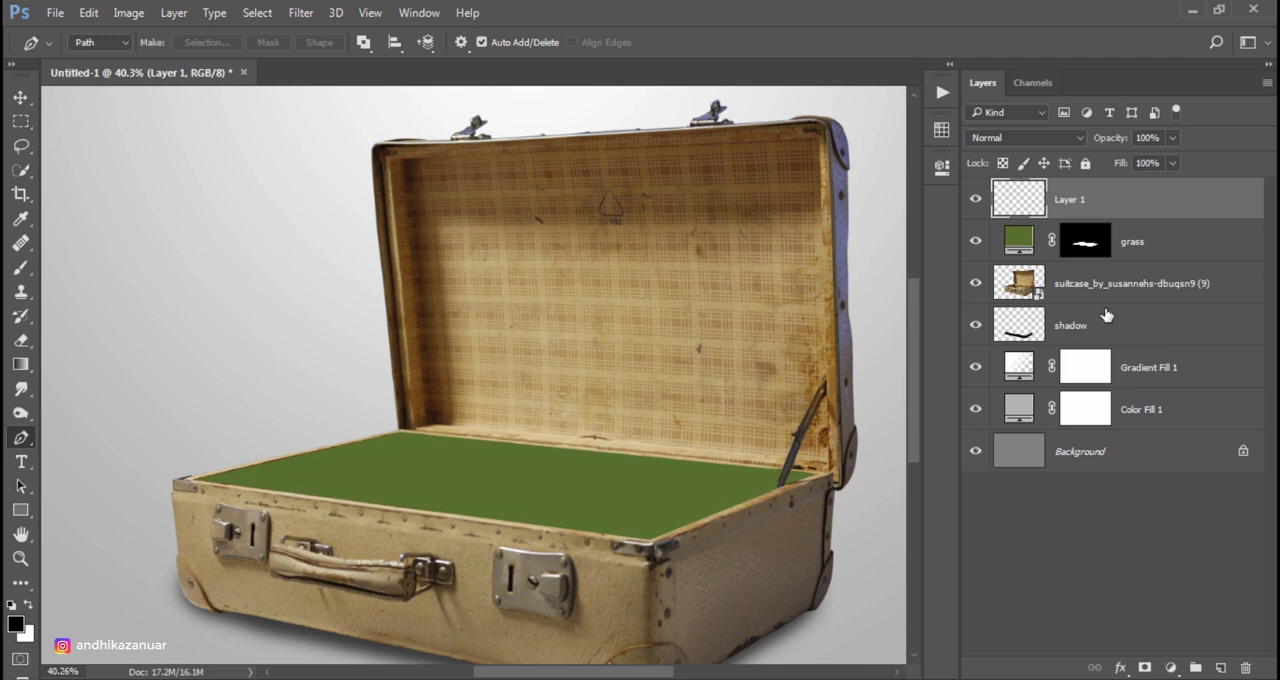 Ps File Edit Image Layer Type Select Filter 3D View Window Help
Path Make: Selection... Mask Shape Auto Add/Delete Align Edges
Untitled-1 @ 40.3% (Layer 1, RGB/8) *
Layers Channels
Kind
Normal Opacity: 100%
Lock: Fill: 100%
Layer 1
grass
suitcase_by_susannehs-dbuqsn9 (9)
shadow
Gradient Fill 1
Color Fill 1
Background
andhikazanuar
40.26% Doc: 17.2M/16.1M